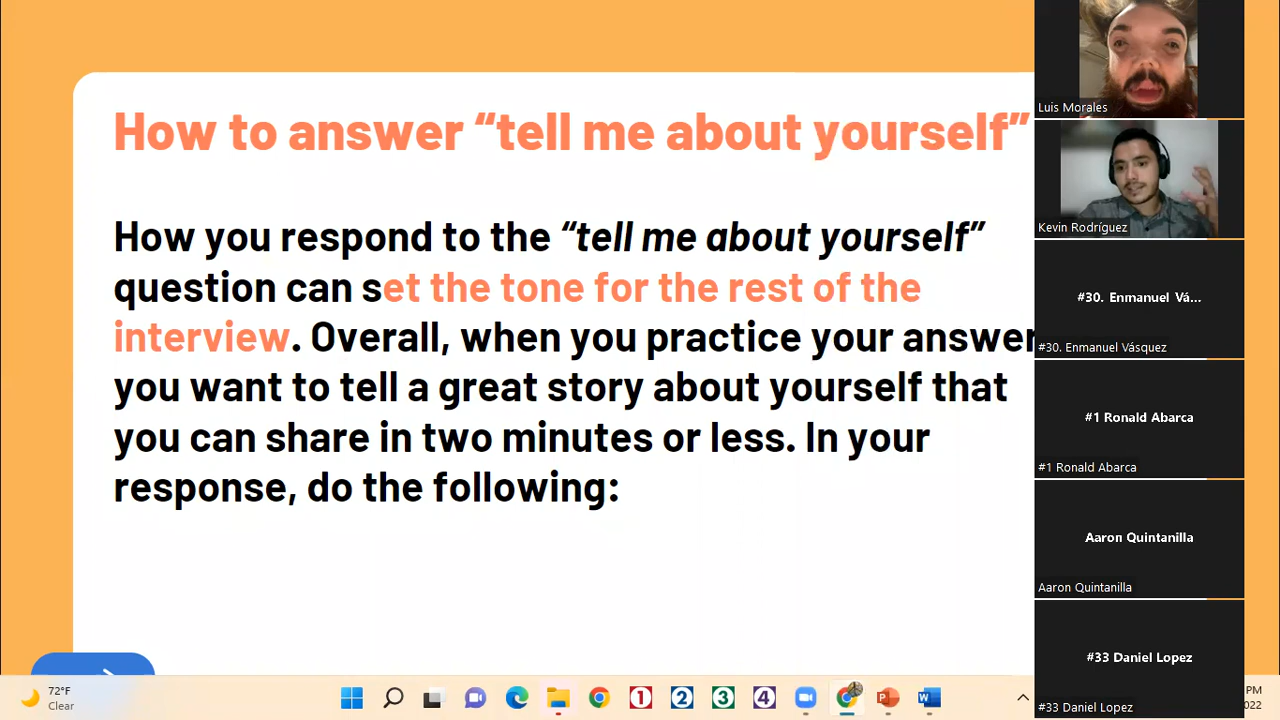 How to answer “tell me about yourself”
How you respond to the “tell me about yourself”
question can set the tone for the rest of the
interview. Overall, when you practice your answer
you want to tell a great story about yourself that
you can share in two minutes or less. In your
response, do the following:
Luis Morales
Kevin Rodríguez
#30. Enmanuel Vá...
#30. Enmanuel Vásquez
#1 Ronald Abarca
#1 Ronald Abarca
Aaron Quintanilla
Aaron Quintanilla
#33 Daniel Lopez
#33 Daniel Lopez
72°F
Clear
1 2 3 4
PM
2022